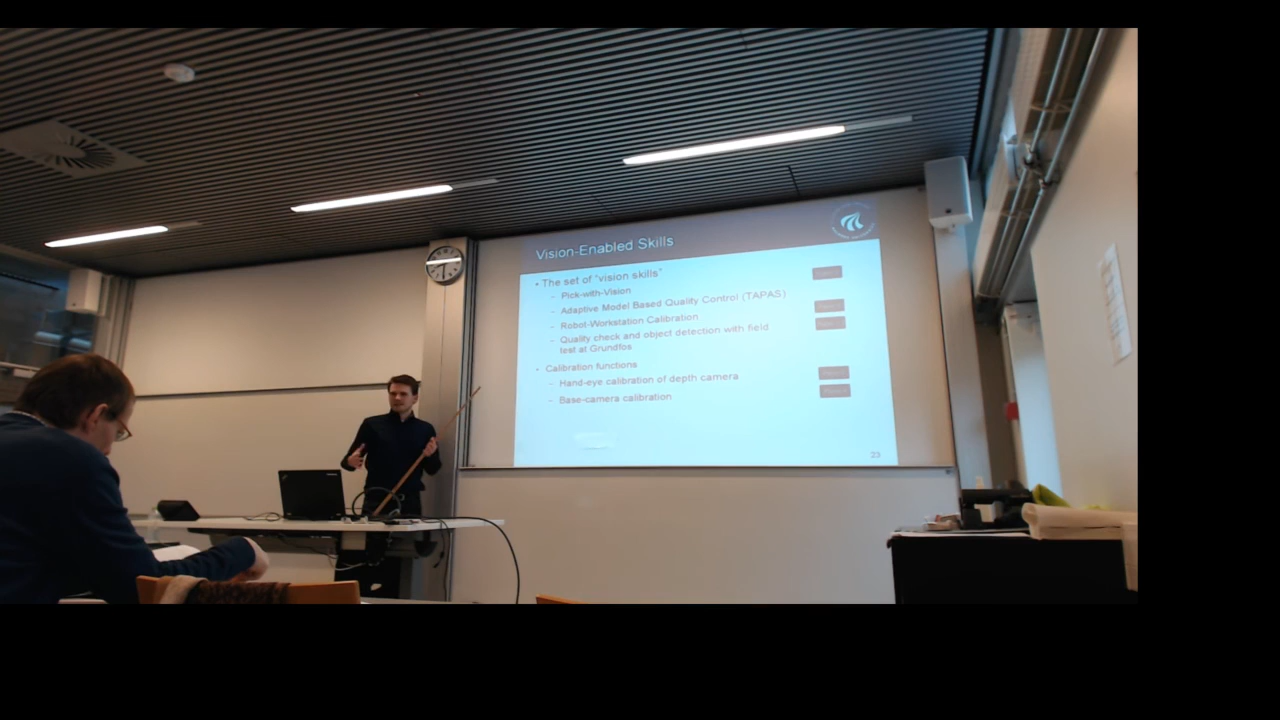 Vision-Enabled Skills
• The set of "vision skills"
– Pick-with-Vision
– Adaptive Model Based Quality Control (TAPAS)
– Robot-Workstation Calibration
– Quality check and object detection with field
test at Grundfos
• Calibration functions
– Hand-eye calibration of depth camera
– Base-camera calibration
23